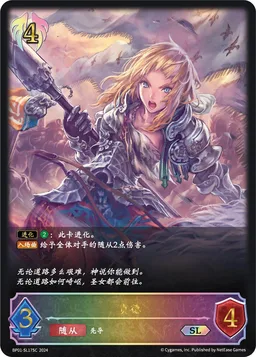 4
进化 2：此卡进化。
入场曲 给予全体对手的随从2点伤害。
无论道路多么艰难，神说你能做到。
无论道路如何崎岖，圣女都会前往。
3
4
随从
SL
BP01-SL17SC 2024
© Cygames, Inc. Published by NetEase Games